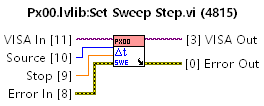 Px00.lvlib:Set Sweep Step.vi (4815)
VISA In [11]
PX00
[3] VISA Out
Source [10]
Δt
Stop [9]
SWE
[0] Error Out
Error In [8]